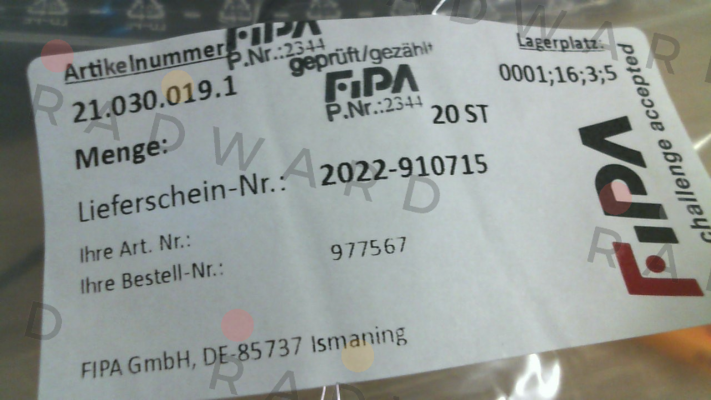 Artikelnummer FIPA
P.Nr.:2344
geprüft/gezählt
Lagerplatz:
21.030.019.1
FIPA
P.Nr.:2344
20 ST
0001;16;3;5
Menge:
Lieferschein-Nr.: 2022-910715
Ihre Art. Nr.:
Ihre Bestell-Nr.: 977567
FIPA GmbH, DE-85737 Ismaning
FIPA
challenge accepted
RADWARD